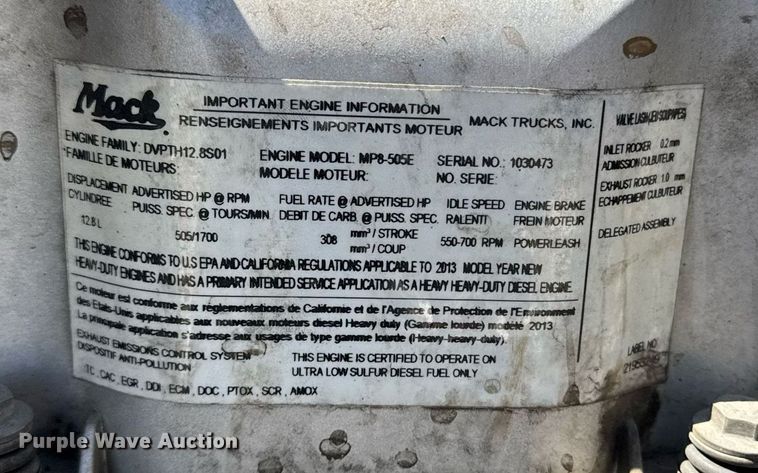 Mack
IMPORTANT ENGINE INFORMATION
RENSEIGNEMENTS IMPORTANTS MOTEUR
MACK TRUCKS, INC.
ENGINE FAMILY: DVPTH12.8S01
FAMILLE DE MOTEURS:
ENGINE MODEL: MP8-505E
MODELE MOTEUR:
SERIAL NO.: 1030473
NO. SERIE:
DISPLACEMENT ADVERTISED HP @ RPM FUEL RATE @ ADVERTISED HP IDLE SPEED ENGINE BRAKE
CYLINDREE PUISS. SPEC. @ TOURS/MIN. DEBIT DE CARB. @ PUISS. SPEC. RALENTI FREIN MOTEUR
12.8 L 505/1700 308 mm³ / STROKE 550-700 RPM POWERLEASH
mm³ / COUP
THIS ENGINE CONFORMS TO U.S EPA AND CALIFORNIA REGULATIONS APPLICABLE TO 2013 MODEL YEAR NEW
HEAVY-DUTY ENGINES AND HAS A PRIMARY INTENDED SERVICE APPLICATION AS A HEAVY HEAVY-DUTY DIESEL ENGINE.
Ce moteur est conforme aux réglementations de Californie et de l'Agence de Protection de l'Environment
des Etats-Unis applicables aux nouveaux moteurs diesel Heavy duty (Gamme lourde) modèle 2013
La principale application s'adresse aux usages de type gamme lourde (Heavy-heavy-duty).
EXHAUST EMISSIONS CONTROL SYSTEM
DISPOSITIF ANTI-POLLUTION
TC , CAC, EGR , DDI , ECM , DOC , PTOX , SCR , AMOX
THIS ENGINE IS CERTIFIED TO OPERATE ON
ULTRA LOW SULFUR DIESEL FUEL ONLY
VALVE LASH (JEU SOUPAPES)
INLET ROCKER 0.2 mm
ADMISSION CULBUTEUR
EXHAUST ROCKER 1.0 mm
ECHAPPEMENT CULBUTEUR
DELEGATED ASSEMBLY
LABEL NO
Purple Wave Auction